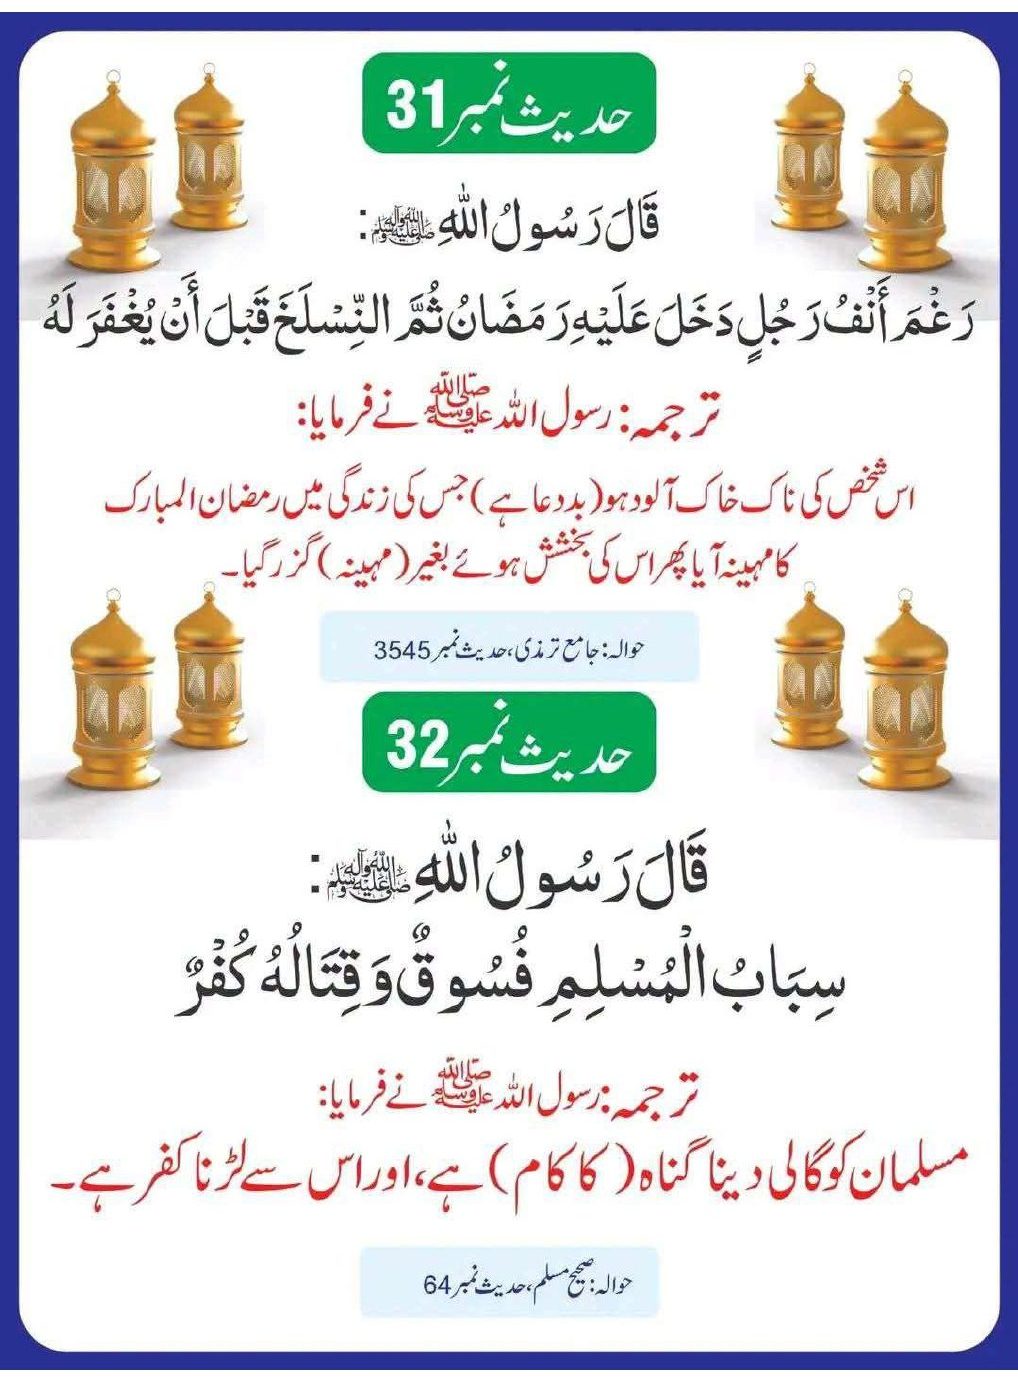 حدیث نمبر 31
قَالَ رَسُولُ اللهِ صلى الله عليه وآله وسلم:
رَغْمَ أَنْفُ رَجُلٍ دَخَلَ عَلَيْهِ رَمَضَانُ ثُمَّ النِّسْلَخَ قَبْلَ أَنْ يُغْفَرَ لَهُ
ترجمہ: رسول اللہ ﷺ نے فرمایا:
اس شخص کی ناک خاک آلود ہو (بددعا ہے) جس کی زندگی میں رمضان المبارک
کا مہینہ آیا پھر اس کی بخشش ہوئے بغیر (مہینہ) گزر گیا۔
حوالہ: جامع ترمذی، حدیث نمبر 3545
حدیث نمبر 32
قَالَ رَسُولُ اللهِ صلى الله عليه وآله وسلم:
سِبَابُ الْمُسْلِمِ فُسُوقٌ وَقِتَالُهُ كُفْرٌ
ترجمہ: رسول اللہ ﷺ نے فرمایا:
مسلمان کو گالی دینا گناہ (کا کام) ہے، اور اس سے لڑنا کفر ہے۔
حوالہ: صحیح مسلم، حدیث نمبر 64